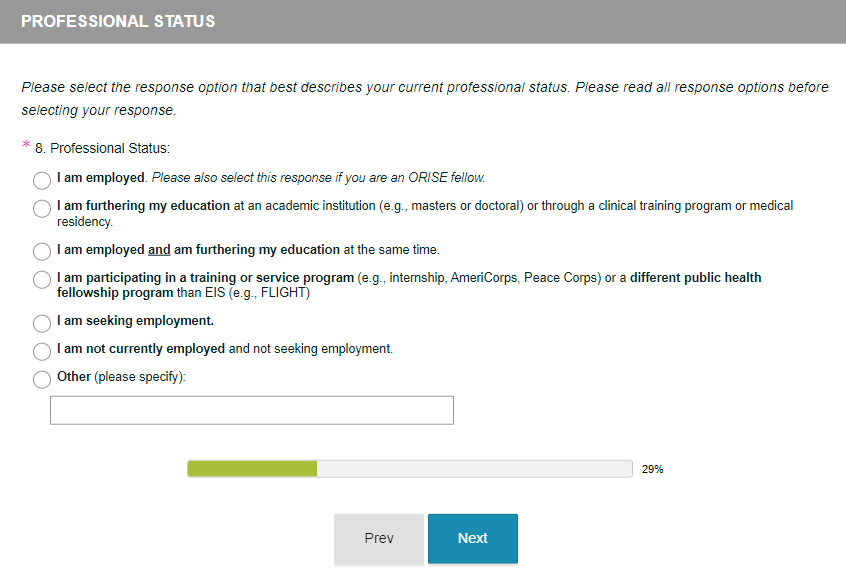 PROFESSIONAL STATUS
Please select the response option that best describes your current professional status. Please read all response options before
selecting your response.
* 8. Professional Status:
I am employed. Please also select this response if you are an ORISE fellow.
I am furthering my education at an academic institution (e.g., masters or doctoral) or through a clinical training program or medical
residency.
I am employed and am furthering my education at the same time.
I am participating in a training or service program (e.g., internship, AmeriCorps, Peace Corps) or a different public health
fellowship program than EIS (e.g., FLIGHT)
I am seeking employment.
I am not currently employed and not seeking employment.
Other (please specify):
29%
Prev
Next